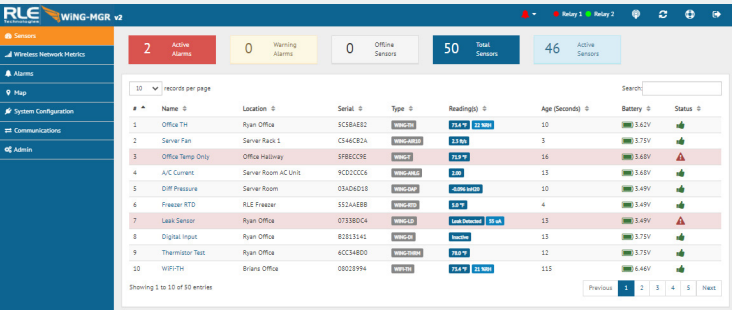 RLE Technologies WiNG-MGR v2
Relay 1 Relay 2
Sensors
Wireless Network Metrics
Alarms
Map
System Configuration
Communications
Admin
2 Active Alarms
0 Warning Alarms
0 Offline Sensors
50 Total Sensors
46 Active Sensors
10 records per page
Search:
# Name Location Serial Type Reading(s) Age (Seconds) Battery Status
1 Office TH Ryan Office 5C5BAE82 WING-TH 71.4 °F 22 %RH 10 3.62V
2 Server Fan Server Rack 1 C546CB2A WING-AIR10 2.3 ft/s 3 3.75V
3 Office Temp Only Office Hallway 5FBECC9E WING-T 71.9 °F 16 3.68V
4 A/C Current Server Room AC Unit 9CD2CCC6 WING-ANLG 2.00 13 3.68V
5 Diff Pressure Server Room 03AD6D18 WING-DAP -0.096 inH2O 10 3.49V
6 Freezer RTD RLE Freezer 552AAEBB WING-RTD 5.0 °F 4 3.49V
7 Leak Sensor Ryan Office 0733BDC4 WING-LD Leak Detected 55 uA 13 3.49V
8 Digital Input Ryan Office B2813141 Inactive 13 3.75V
9 Thermistor Test Ryan Office 6CC34BD0 WING-THRM 70.0 °F 12 3.75V
10 WiFi-TH Brians Office 08028994 WIFI-TH 73.4 °F 21 %RH 115 6.46V
Showing 1 to 10 of 50 entries
Previous 1 2 3 4 5 Next